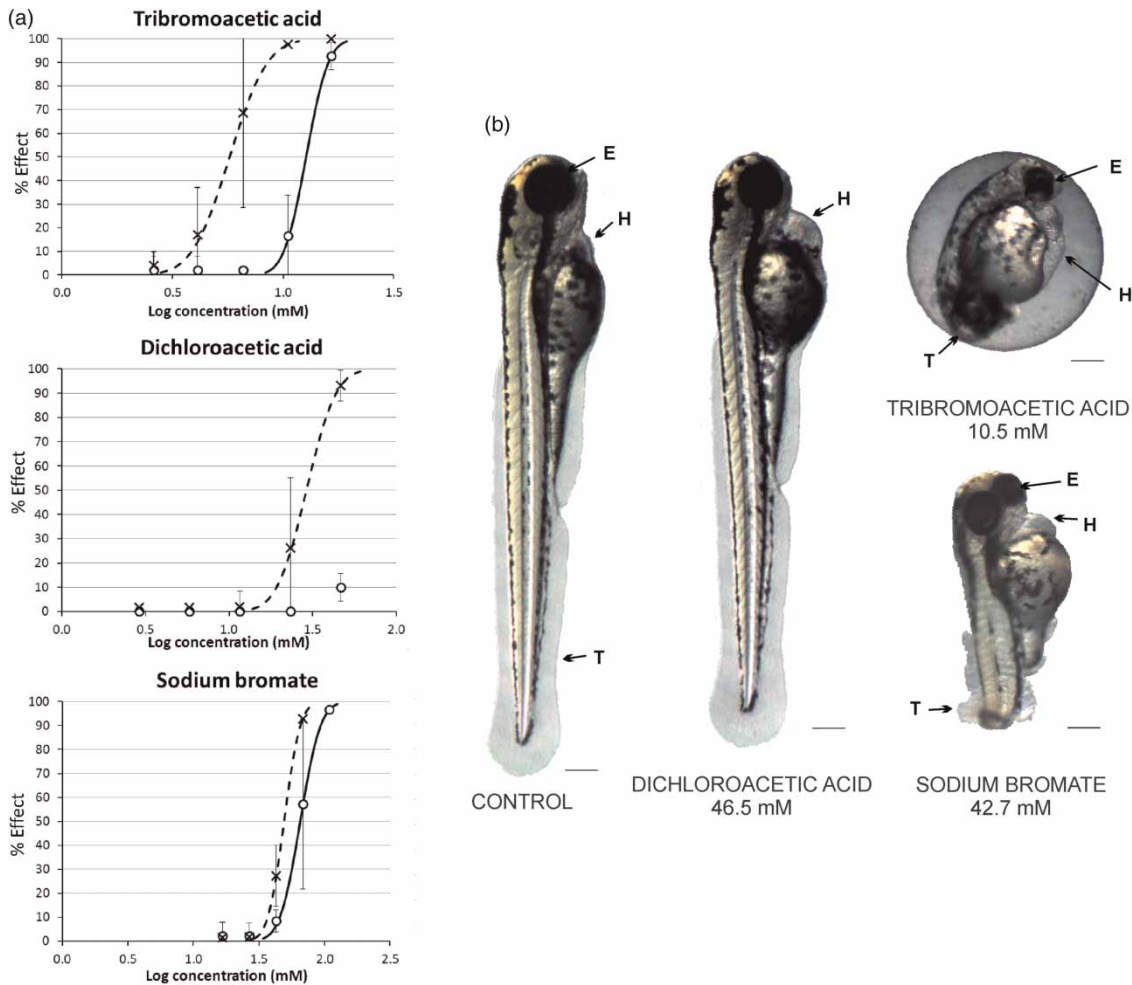 (a)
Tribromoacetic acid
100
90
80
70
60
50
40
30
20
10
0
% Effect
0.0 0.5 1.0 1.5
Log concentration (mM)
Dichloroacetic acid
100
90
80
70
60
50
40
30
20
10
0
% Effect
0.0 0.5 1.0 1.5 2.0
Log concentration (mM)
Sodium bromate
100
90
80
70
60
50
40
30
20
10
0
% Effect
0.0 0.5 1.0 1.5 2.0 2.5
Log concentration (mM)
(b)
E
H
T
CONTROL
H
DICHLOROACETIC ACID
46.5 mM
E
H
T
TRIBROMOACETIC ACID
10.5 mM
E
H
T
SODIUM BROMATE
42.7 mM